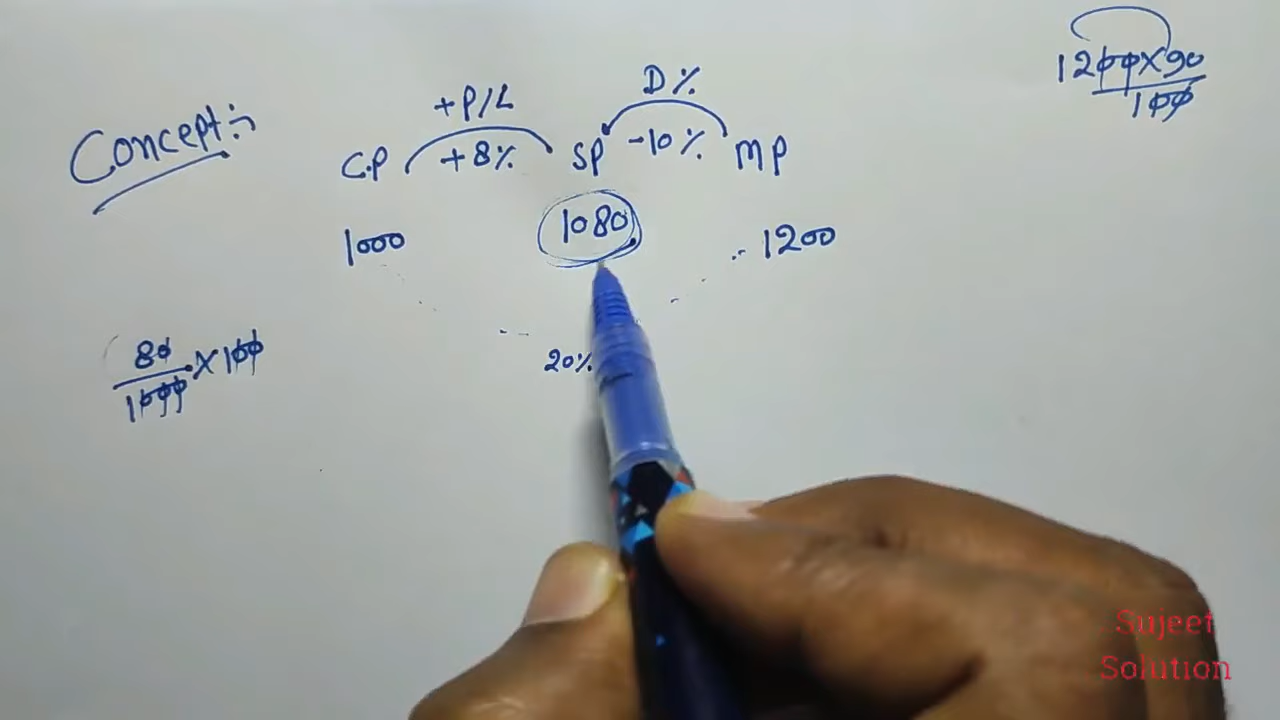 Concept:-
+P/L
D%
C.P +8% SP -10% MP
1000 1080 1200
20%
80/1000 × 100
1200×90
100
Sujeet
Solution